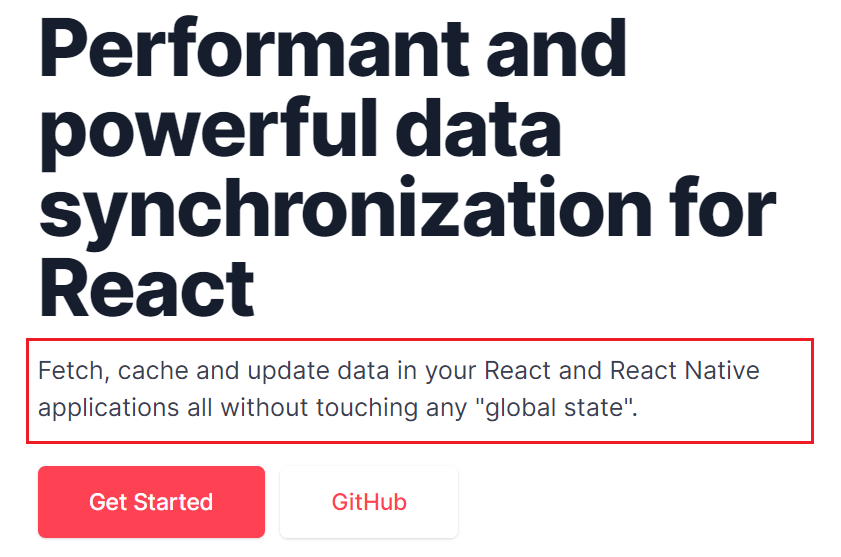 Performant and
powerful data
synchronization for
React
Fetch, cache and update data in your React and React Native
applications all without touching any "global state".
Get Started
GitHub